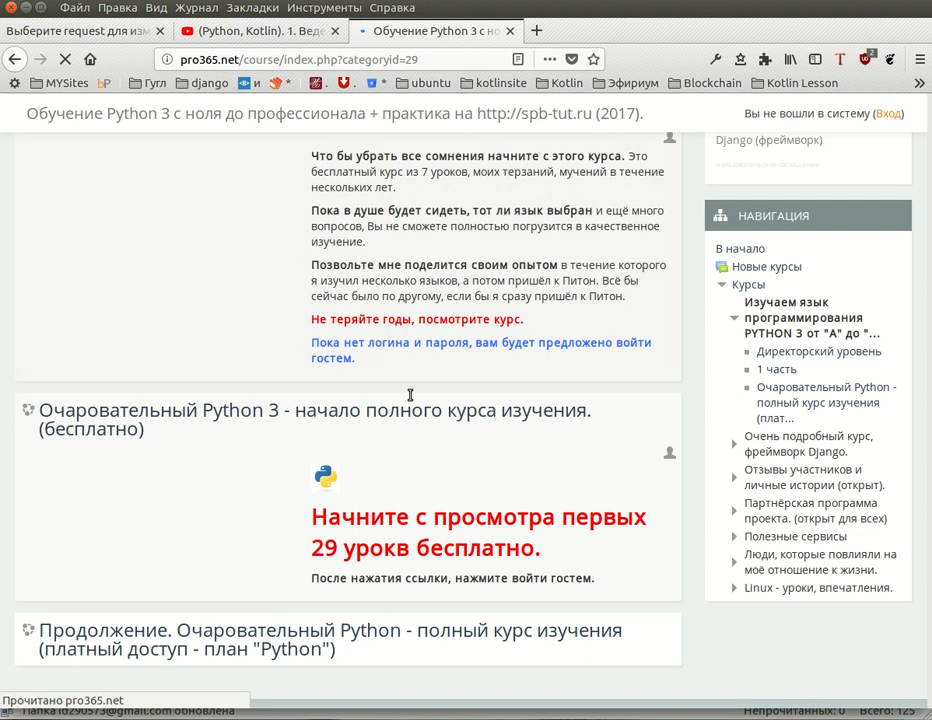 Файл Правка Вид Журнал Закладки Инструменты Справка
Выберите request для изм
(Python, Kotlin). 1. Веде
Обучение Python 3 с но
pro365.net/course/index.php?categoryid=29
MYSites
bP
Гугл
django
и
ubuntu
kotlinsite
Kotlin
Эфириум
Blockchain
Kotlin Lesson
Обучение Python 3 с ноля до профессионала + практика на http://spb-tut.ru (2017).
Вы не вошли в систему (Вход)
Что бы убрать все сомнения начните с этого курса. Это
бесплатный курс из 7 уроков, моих терзаний, мучений в течение
нескольких лет.
Пока в душе будет сидеть, тот ли язык выбран и ещё много
вопросов, Вы не сможете полностью погрузится в качественное
изучение.
Позвольте мне поделится своим опытом в течение которого
я изучил несколько языков, а потом пришёл к Питон. Всё бы
сейчас было по другому, если бы я сразу пришёл к Питон.
Не теряйте годы, посмотрите курс.
Пока нет логина и пароля, вам будет предложено войти
гостем.
Очаровательный Python 3 - начало полного курса изучения.
(бесплатно)
Начните с просмотра первых
29 урокв бесплатно.
После нажатия ссылки, нажмите войти гостем.
Продолжение. Очаровательный Python - полный курс изучения
(платный доступ - план "Python")
Django (фреймворк)
НАВИГАЦИЯ
В начало
Новые курсы
Курсы
Изучаем язык
программирования
PYTHON 3 от "А" до "...
Директорский уровень
1 часть
Очаровательный Python -
полный курс изучения
(плат...
Очень подробный курс,
фреймворк Django.
Отзывы участников и
личные истории (открыт).
Партнёрская программа
проекта. (открыт для всех)
Полезные сервисы
Люди, которые повлияли на
моё отношение к жизни.
Linux - уроки, впечатления.
Прочитано pro365.net
Папка id290573@gmail.com обновлена
Непрочитанных: 0 Всего: 125